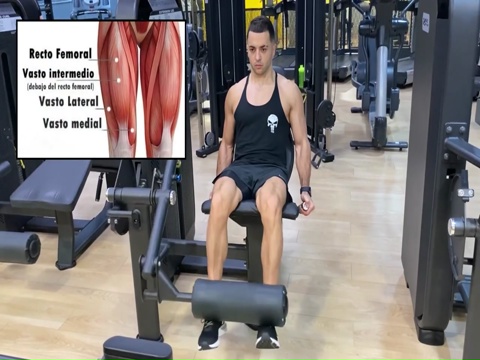 Recto Femoral
Vasto intermedio
(debajo del recto femoral)
Vasto Lateral
Vasto medial